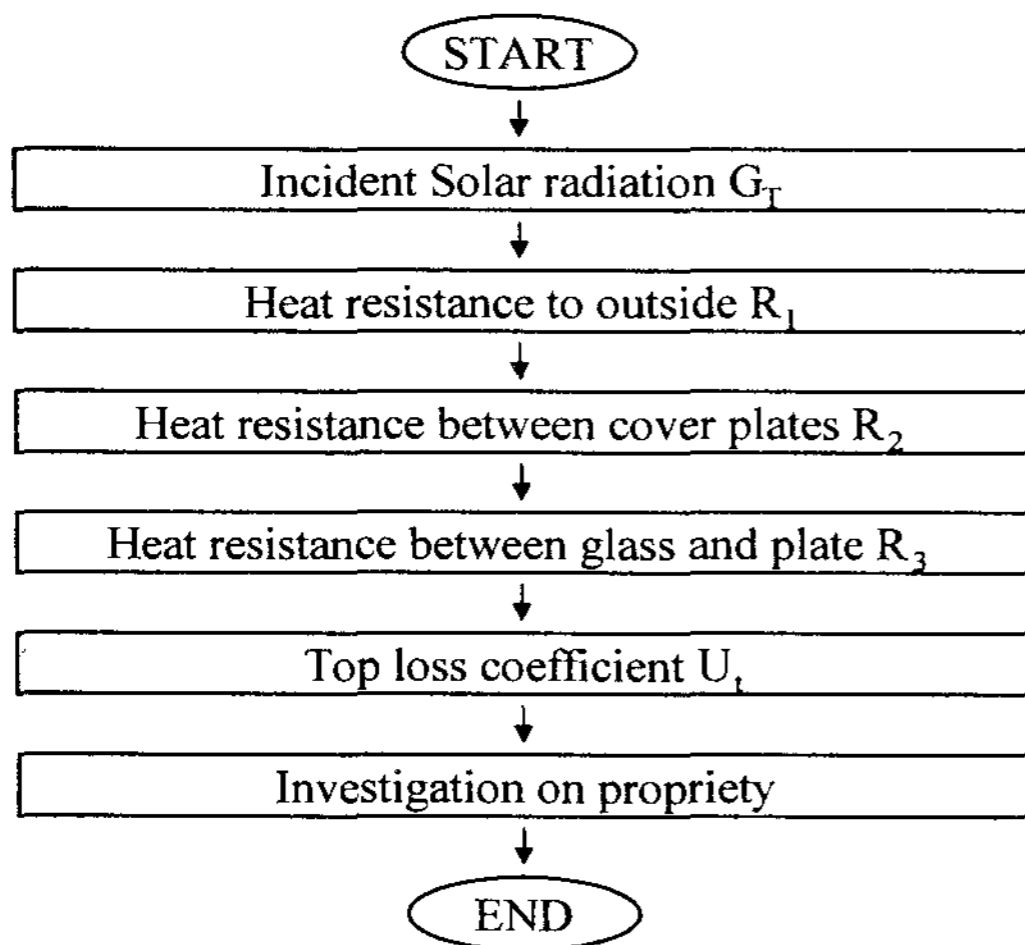 START
Incident Solar radiation G_T
Heat resistance to outside R_1
Heat resistance between cover plates R_2
Heat resistance between glass and plate R_3
Top loss coefficient U_t
Investigation on propriety
END